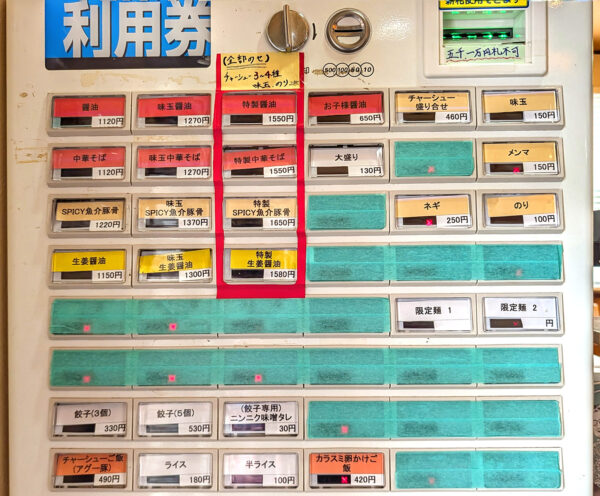 利用券
五千一万円札不可
500 100 50 10
(全部のせ)
チャーシュー3〜4種
味玉 のり
醤油
1120円
味玉醤油
1270円
特製醤油
1550円
お子様醤油
650円
チャーシュー
盛り合せ
460円
味玉
150円
中華そば
1120円
味玉中華そば
1270円
特製中華そば
1550円
大盛り
130円
メンマ
150円
SPICY魚介豚骨
1220円
味玉
SPICY魚介豚骨
1370円
特製
SPICY魚介豚骨
1650円
ネギ
250円
のり
100円
生姜醤油
1150円
味玉
生姜醤油
1300円
特製
生姜醤油
1580円
限定麺 1
限定麺 2
円
餃子(3個)
330円
餃子(5個)
530円
(餃子専用)
ニンニク味噌タレ
30円
チャーシューご飯
(アグー豚)
490円
ライス
180円
半ライス
100円
カラスミ卵かけご
飯
420円